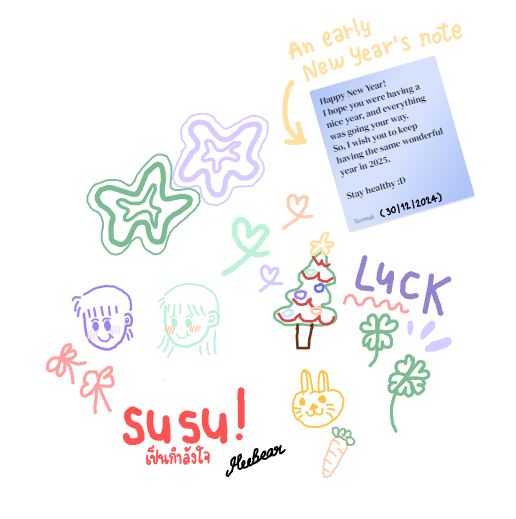 An early
New Year's note
Happy New Year!
I hope you were having a
nice year, and everything
was going your way.
So, I wish you to keep
having the same wonderful
year in 2025.
Stay healthy :D
Somsak (30/12/2024)
LUCK
susu!
เป็นกำลังใจ
Heebear